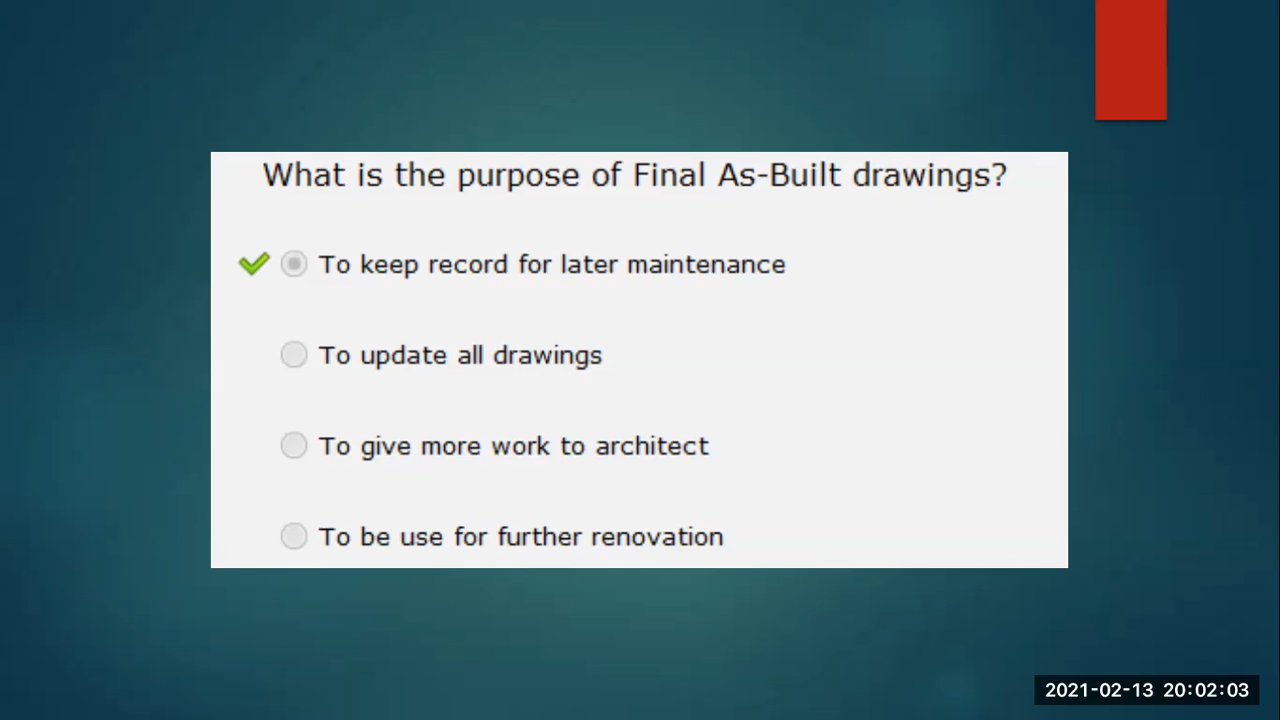 What is the purpose of Final As-Built drawings?
To keep record for later maintenance
To update all drawings
To give more work to architect
To be use for further renovation
2021-02-13 20:02:03